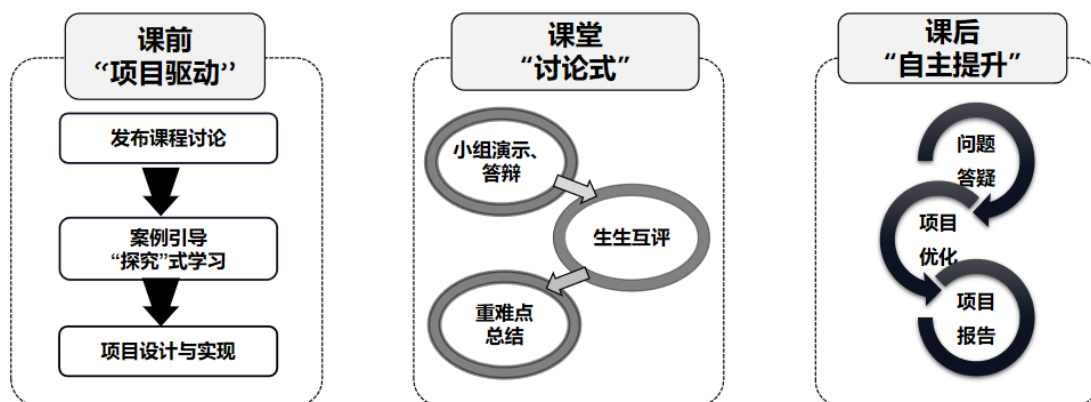 课前
“项目驱动”
发布课程讨论
案例引导
“探究”式学习
项目设计与实现
课堂
“讨论式”
小组演示、
答辩
生生互评
重难点
总结
课后
“自主提升”
问题
答疑
项目
优化
项目
报告